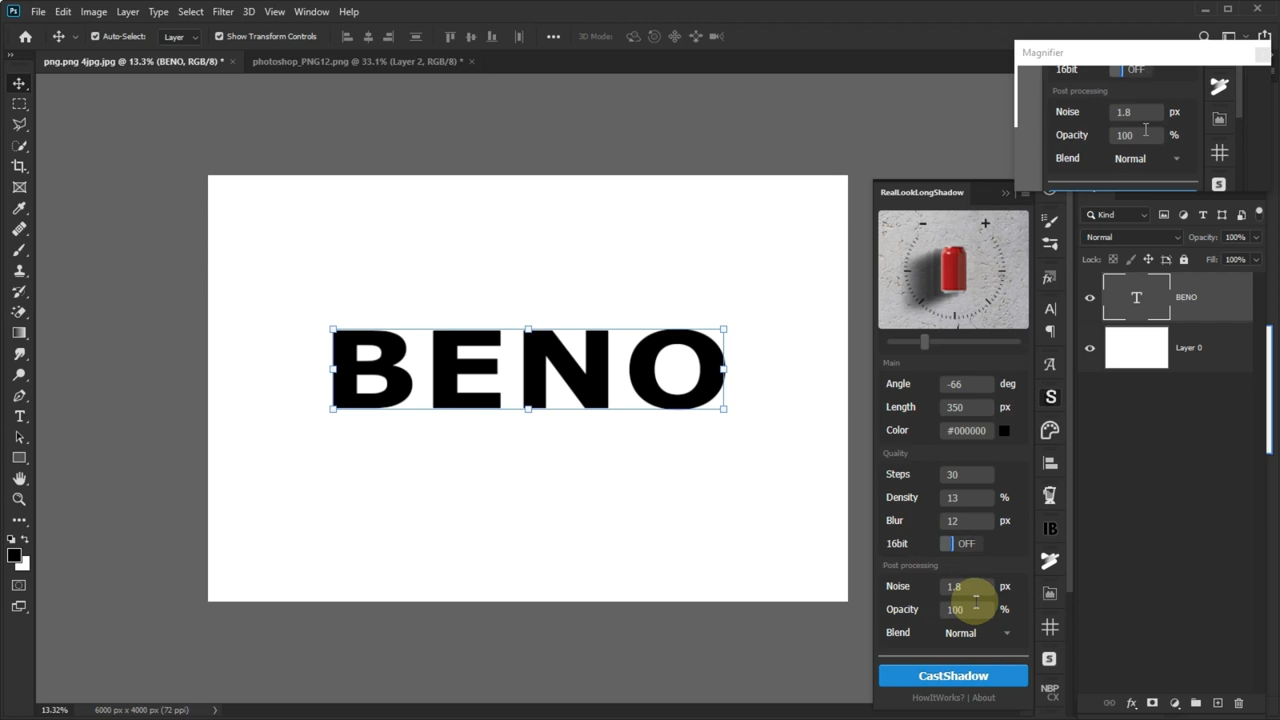 Ps File Edit Image Layer Type Select Filter 3D View Window Help
Auto-Select: Layer Show Transform Controls 3D Mode:
png.png 4jpg.jpg @ 13.3% (BENO, RGB/8) * × photoshop_PNG12.png @ 33.1% (Layer 2, RGB/8) * ×
Magnifier
16bit OFF
Post processing
Noise 1.8 px
Opacity 100 %
Blend Normal
RealLookLongShadow
Kind
Normal Opacity: 100%
Lock: Fill: 100%
BENO
Layer 0
BENO
Main
Angle -66 deg
Length 350 px
Color #000000
Quality
Steps 30
Density 13 %
Blur 12 px
16bit OFF
Post processing
Noise 1.8 px
Opacity 100 %
Blend Normal
CastShadow
HowItWorks? | About
NBP
CX
13.32% 6000 px x 4000 px (72 ppi)